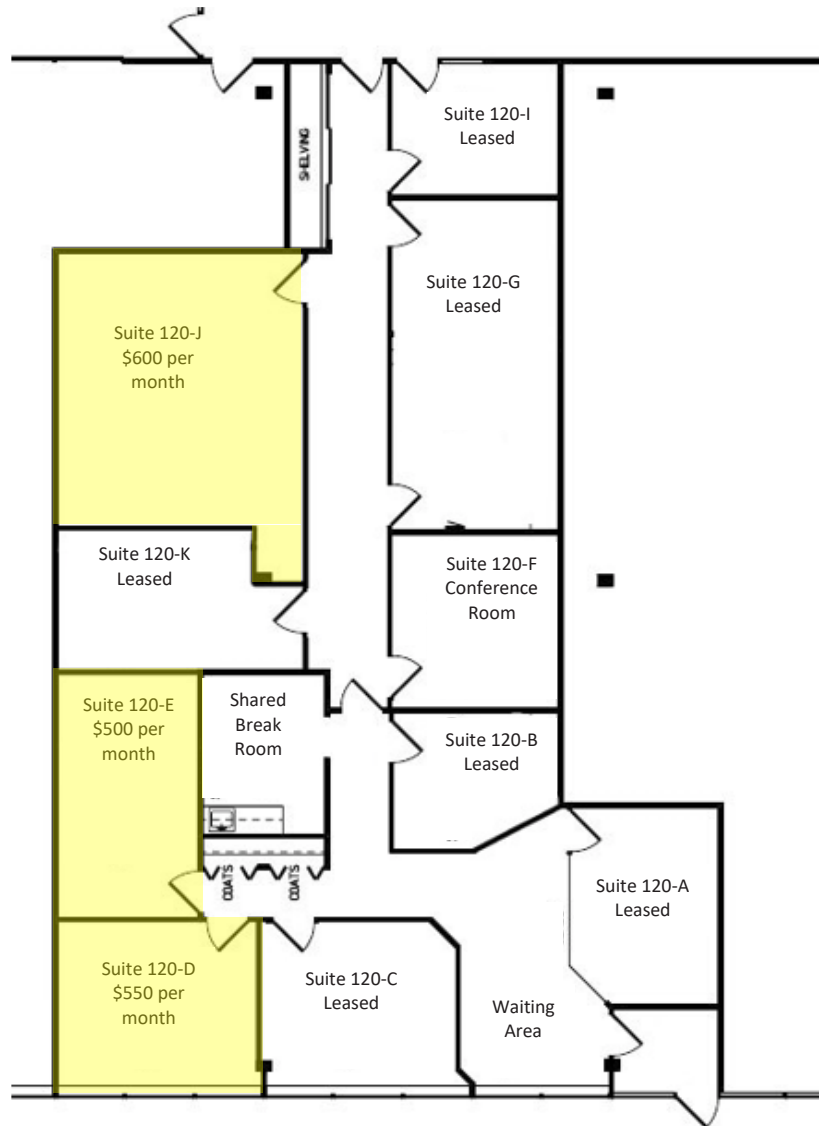 Suite 120-I
Leased
SHELVING
Suite 120-G
Leased
Suite 120-J
$600 per
month
Suite 120-K
Leased
Suite 120-F
Conference
Room
Suite 120-E
$500 per
month
Shared
Break
Room
Suite 120-B
Leased
COATS
COATS
Suite 120-A
Leased
Suite 120-D
$550 per
month
Suite 120-C
Leased
Waiting
Area